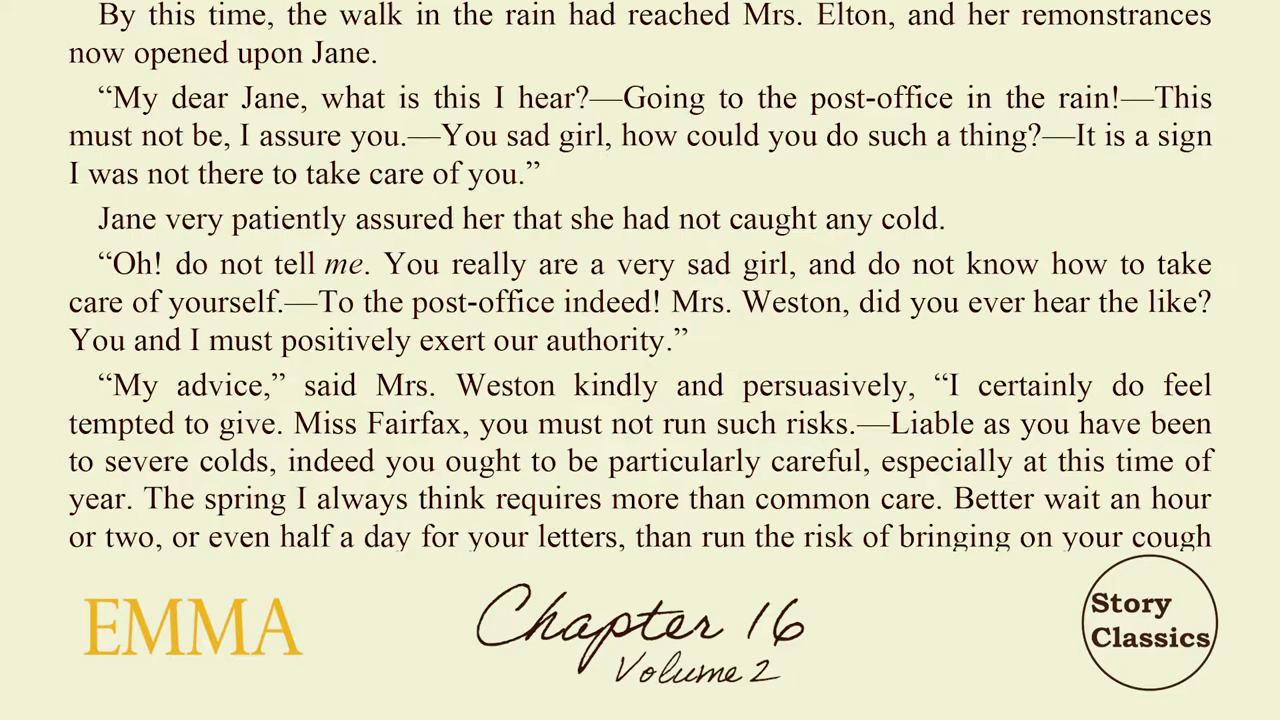 By this time, the walk in the rain had reached Mrs. Elton, and her remonstrances
now opened upon Jane.
“My dear Jane, what is this I hear?—Going to the post-office in the rain!—This
must not be, I assure you.—You sad girl, how could you do such a thing?—It is a sign
I was not there to take care of you.”
Jane very patiently assured her that she had not caught any cold.
“Oh! do not tell me. You really are a very sad girl, and do not know how to take
care of yourself.—To the post-office indeed! Mrs. Weston, did you ever hear the like?
You and I must positively exert our authority.”
“My advice,” said Mrs. Weston kindly and persuasively, “I certainly do feel
tempted to give. Miss Fairfax, you must not run such risks.—Liable as you have been
to severe colds, indeed you ought to be particularly careful, especially at this time of
year. The spring I always think requires more than common care. Better wait an hour
or two, or even half a day for your letters, than run the risk of bringing on your cough
EMMA
Chapter 16
Volume 2
Story
Classics